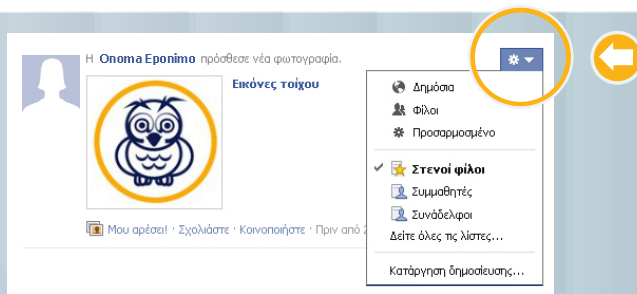 Η Onoma Eponimo πρόσθεσε νέα φωτογραφία.
Εικόνες τοίχου
Μου αρέσει! · Σχολιάστε · Κοινοποιήστε · Πριν από
Δημόσια
Φίλοι
Προσαρμοσμένο
Στενοί φίλοι
Συμμαθητές
Συνάδελφοι
Δείτε όλες τις λίστες...
Κατάργηση δημοσίευσης...